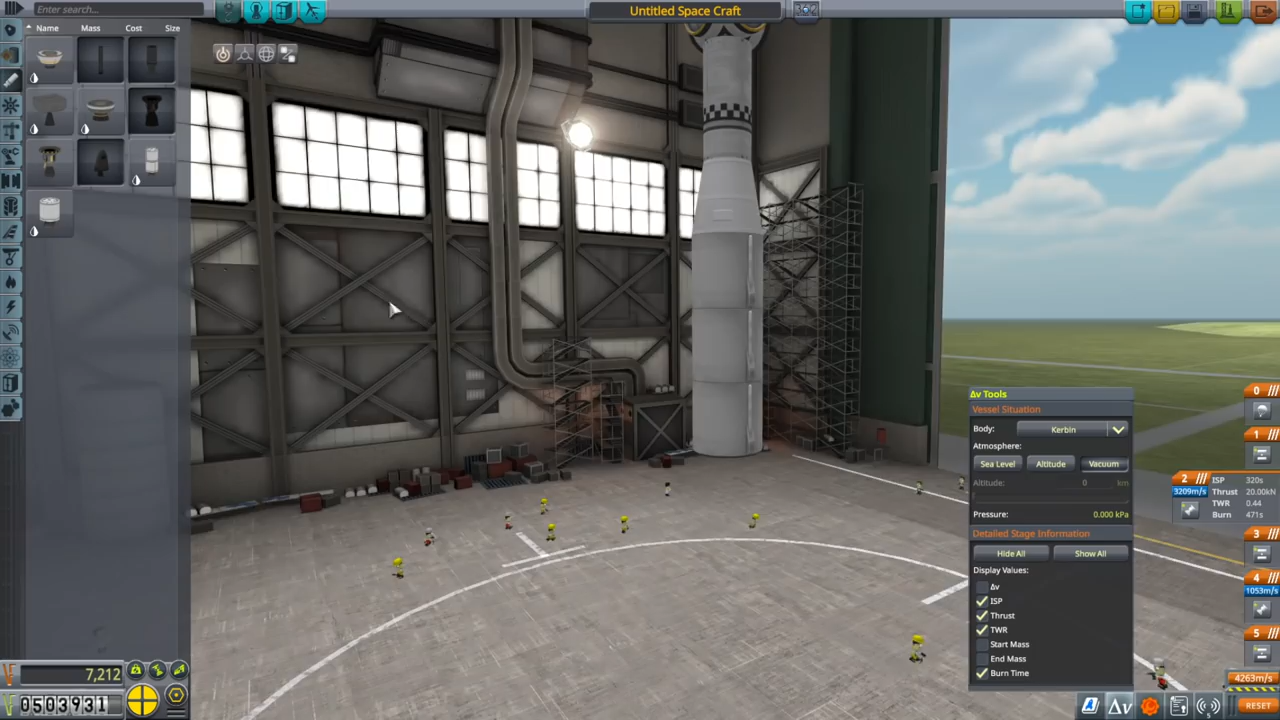 Enter search...
Untitled Space Craft
Name Mass Cost Size
Δv Tools
Vessel Situation
Body: Kerbin
Atmosphere:
Sea Level Altitude Vacuum
Altitude: 0 km
Pressure: 0.000 kPa
Detailed Stage Information
Hide All Show All
Display Values:
Δv
ISP
Thrust
TWR
Start Mass
End Mass
Burn Time
0
1
2
3209m/s
ISP 320s
Thrust 20.00kN
TWR 0.44
Burn 471s
3
4
1053m/s
5
4263m/s
RESET
7,212
0503931
Δv